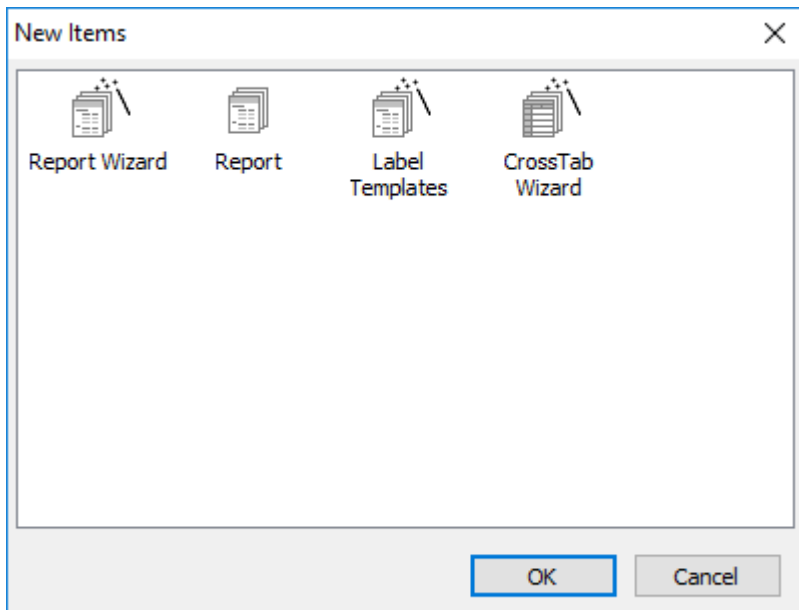 New Items
Report Wizard
Report
Label
Templates
CrossTab
Wizard
OK
Cancel